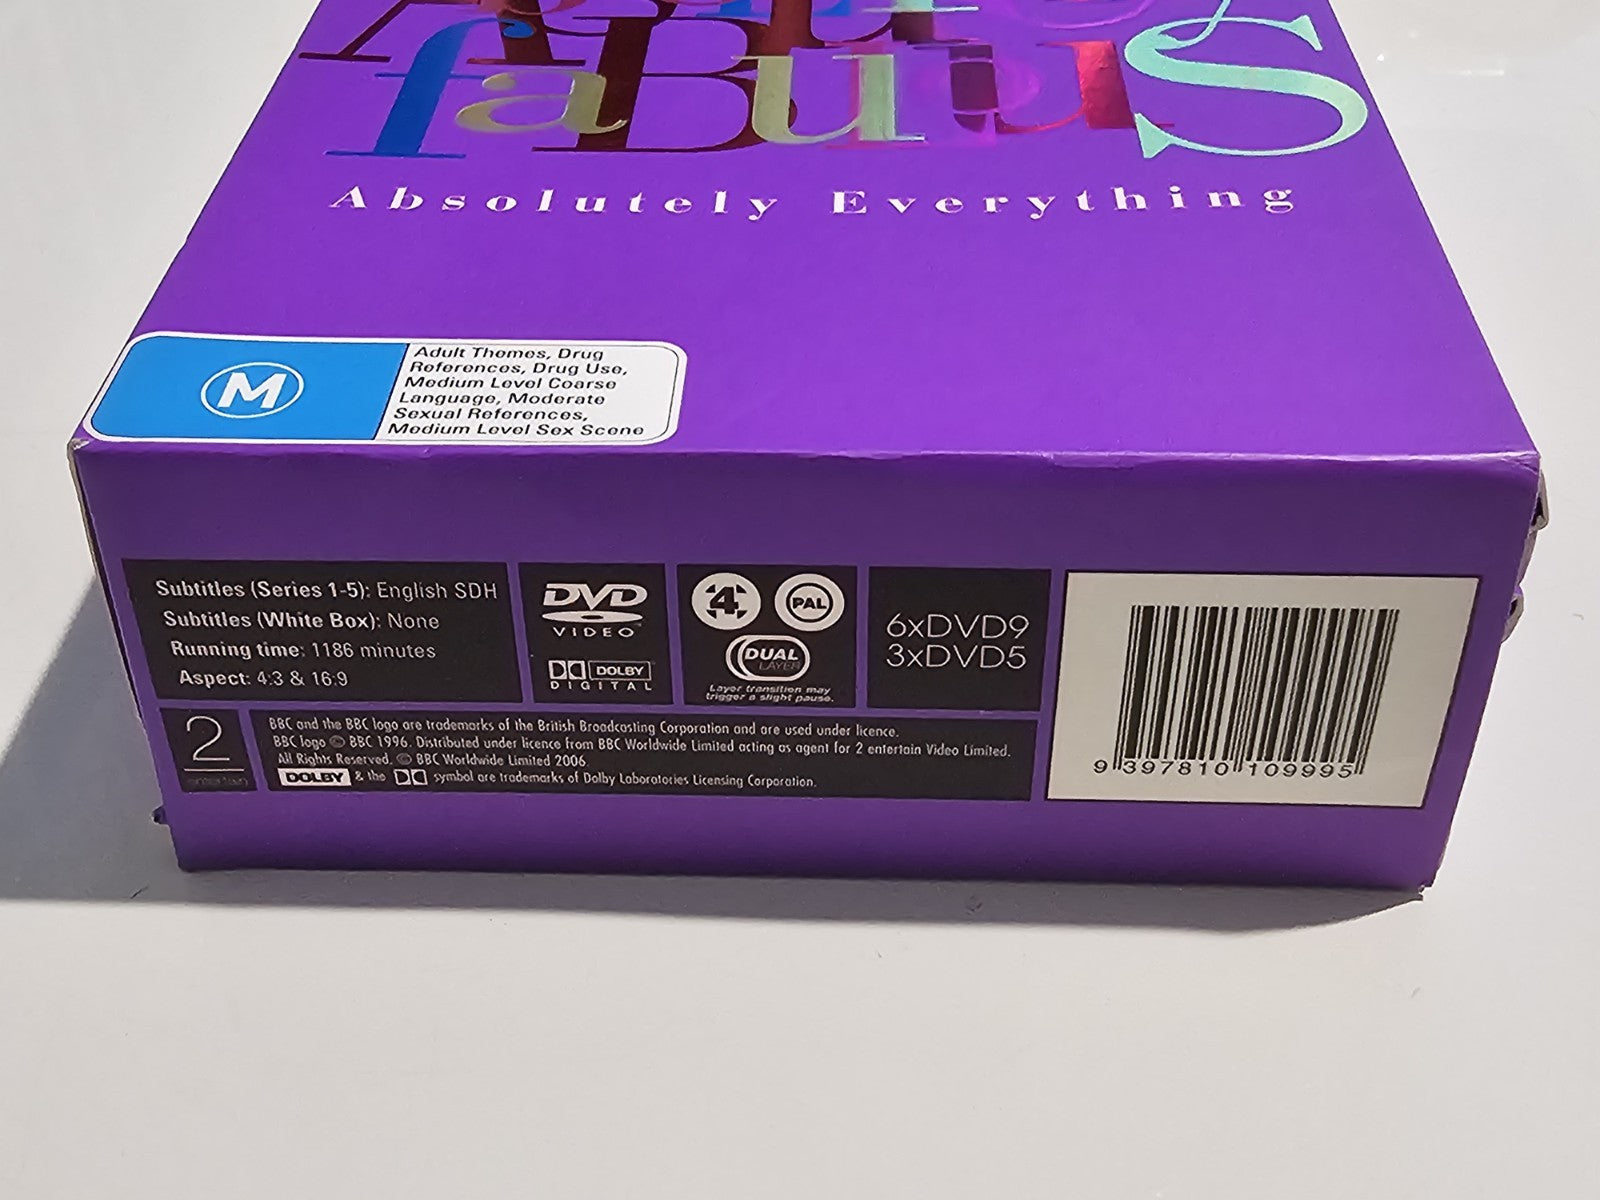 fabulous
Absolutely Everything
M
Adult Themes, Drug
References, Drug Use,
Medium Level Coarse
Language, Moderate
Sexual References,
Medium Level Sex Scene
Subtitles (Series 1-5): English SDH
Subtitles (White Box): None
Running time: 1186 minutes
Aspect: 4:3 & 16:9
DVD
VIDEO
DOLBY
DIGITAL
4
PAL
DUAL
LAYER
Layer transition may
trigger a slight pause.
6xDVD9
3xDVD5
2
entertain
BBC and the BBC logo are trademarks of the British Broadcasting Corporation and are used under licence.
BBC logo © BBC 1996. Distributed under licence from BBC Worldwide Limited acting as agent for 2 entertain Video Limited.
All Rights Reserved. © BBC Worldwide Limited 2006.
DOLBY & the symbol are trademarks of Dolby Laboratories Licensing Corporation.
9 397810 109995